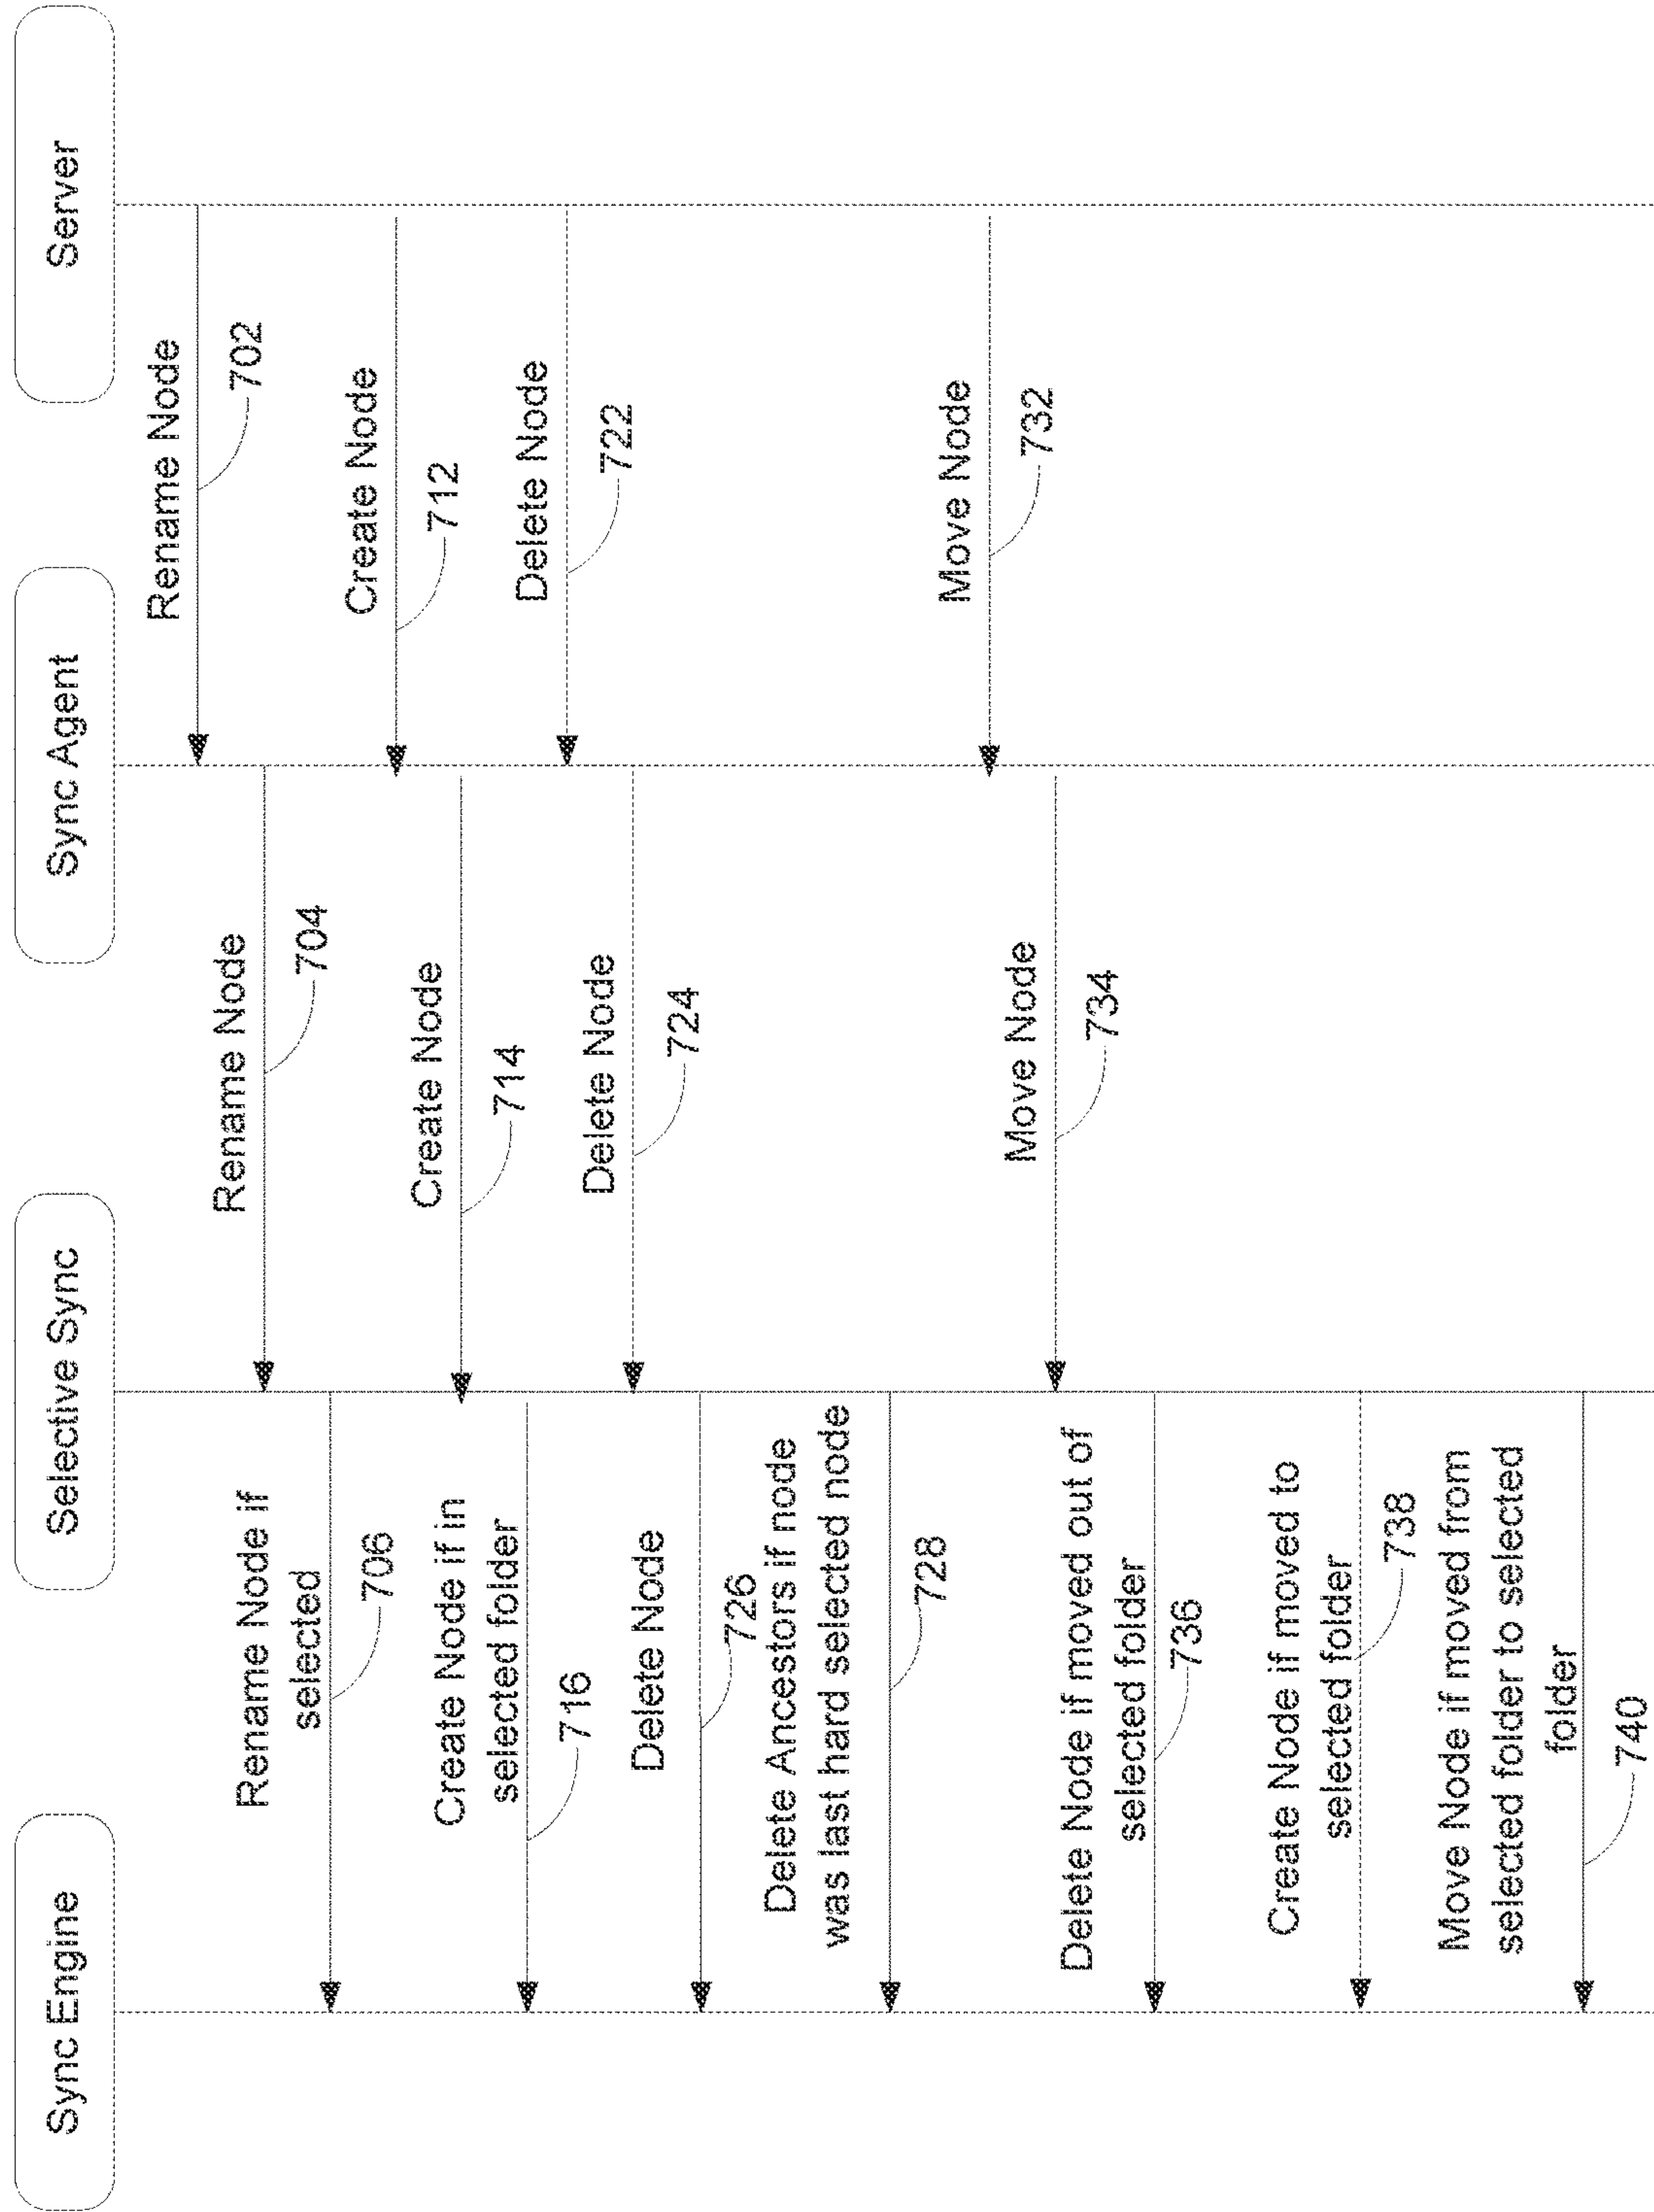 Sync Engine
Selective Sync
Sync Agent
Server
Rename Node
702
Rename Node
704
Rename Node if
selected
706
Create Node
712
Create Node
714
Create Node if in
selected folder
716
Delete Node
722
Delete Node
724
Delete Node
726
Delete Ancestors if node
was last hard selected node
728
Move Node
732
Move Node
734
Delete Node if moved out of
selected folder
736
Create Node if moved to
selected folder
738
Move Node if moved from
selected folder to selected
folder
740